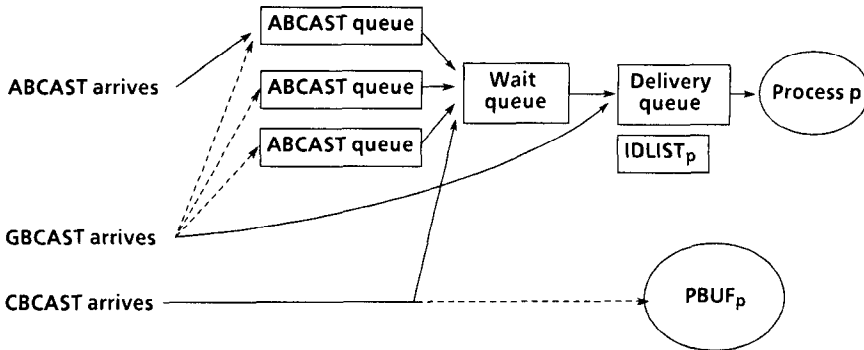 ABCAST queue
ABCAST arrives
ABCAST queue
ABCAST queue
Wait
queue
Delivery
queue
Process p
IDLISTp
GBCAST arrives
CBCAST arrives
PBUFp